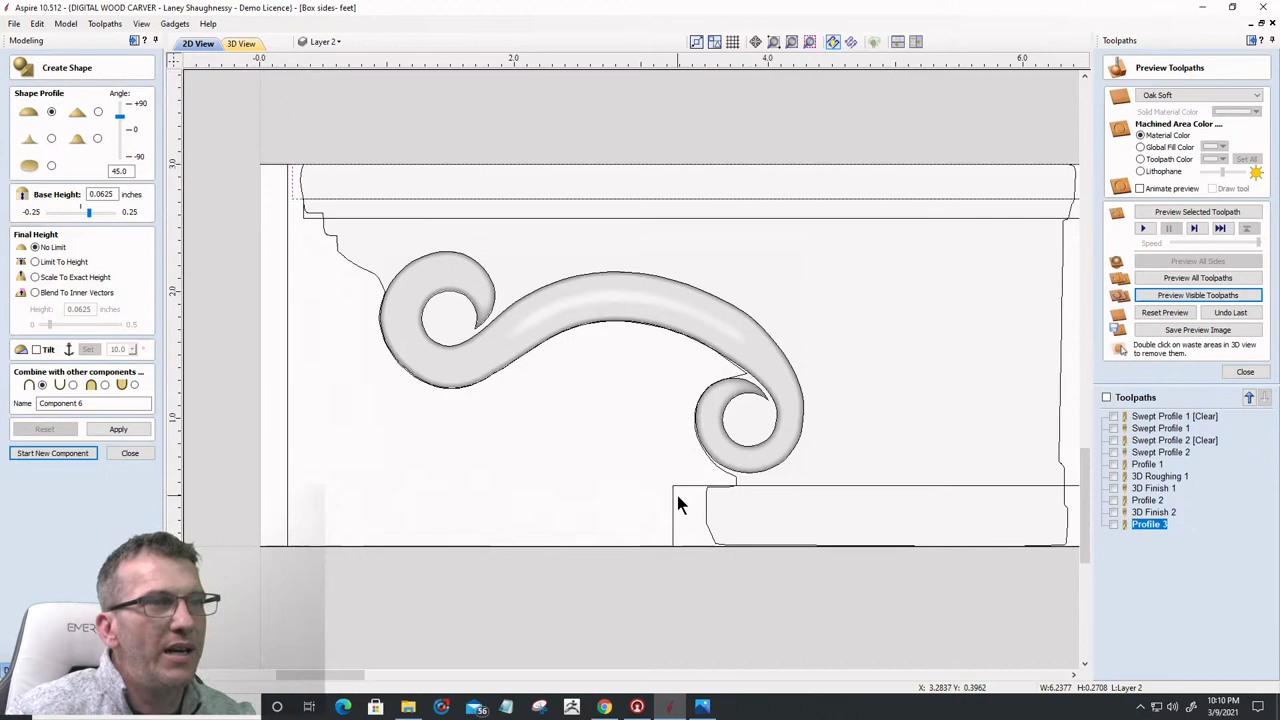 Aspire 10.512 - {DIGITAL WOOD CARVER - Laney Shaughnessy - Demo Licence} - [Box sides- feet]
File Edit Model Toolpaths View Gadgets Help
Modeling
2D View 3D View Layer 2
Toolpaths
-0.0 2.0 4.0 6.0
3.0
2.0
1.0
Create Shape
Shape Profile Angle:
+90
0
-90
45.0
Base Height: 0.0625 inches
-0.25 0.25
Final Height
No Limit
Limit To Height
Scale To Exact Height
Blend To Inner Vectors
Height: 0.0625
0 0.5
Tilt Set 10.0
Combine with other components ...
Name Component 6
Reset Apply
Start New Component Close
Preview Toolpaths
Oak Soft
Solid Material Color
Machined Area Color ....
Material Color
Global Fill Color
Toolpath Color Set All
Lithophane
Animate preview Draw tool
Preview Selected Toolpath
Speed
Preview All Sides
Preview All Toolpaths
Preview Visible Toolpaths
Reset Preview Undo Last
Save Preview Image
Double click on waste areas in 3D view
to remove them.
Close
Toolpaths
Swept Profile 1 [Clear]
Swept Profile 1
Swept Profile 2 [Clear]
Swept Profile 2
Profile 1
3D Roughing 1
3D Finish 1
Profile 2
3D Finish 2
Profile 3
X: 3.2837 Y: 0.3962 W:6.2377 H:0.2708 L:Layer 2
56
10:10 PM
3/9/2021